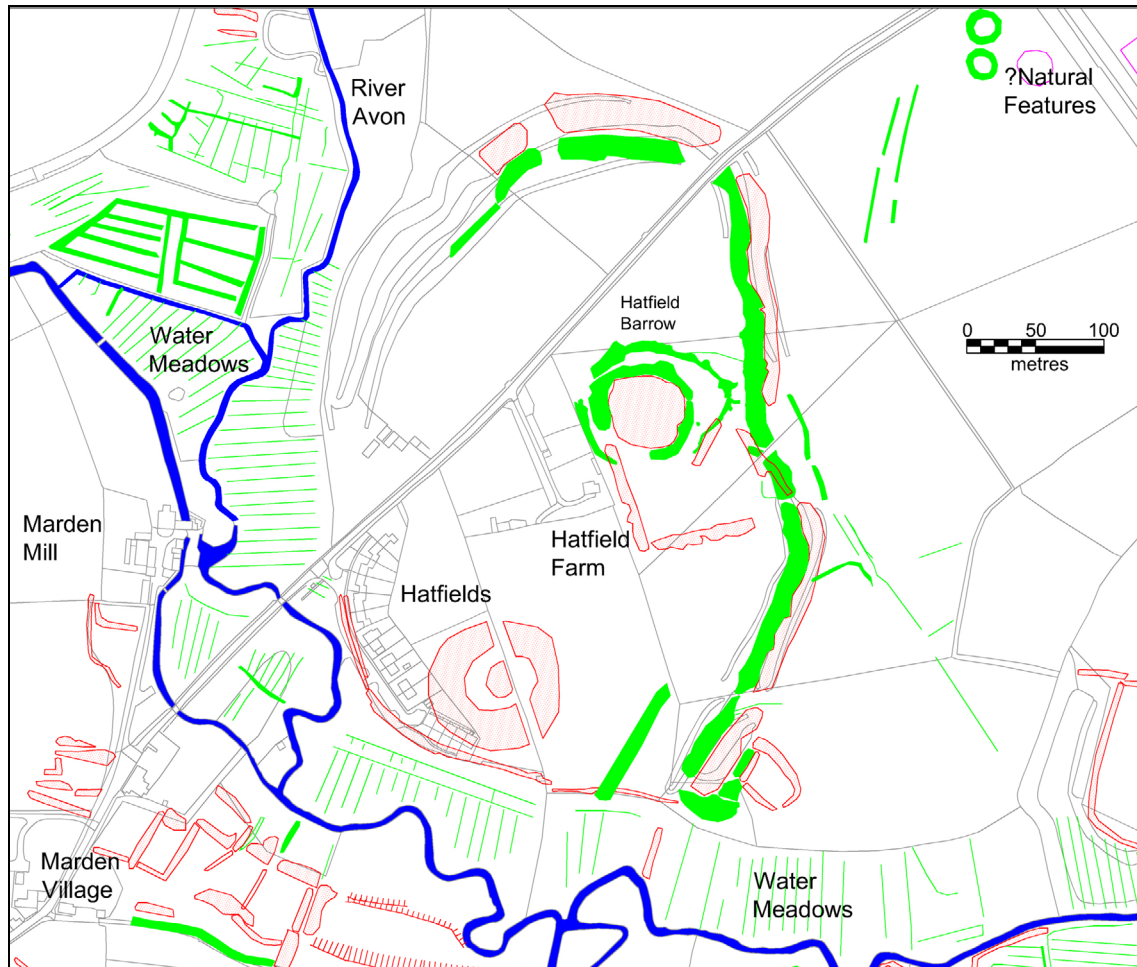 River
Avon
?Natural
Features
Hatfield
Barrow
0 50 100
metres
Water
Meadows
Marden
Mill
Hatfield
Farm
Hatfields
Marden
Village
Water
Meadows